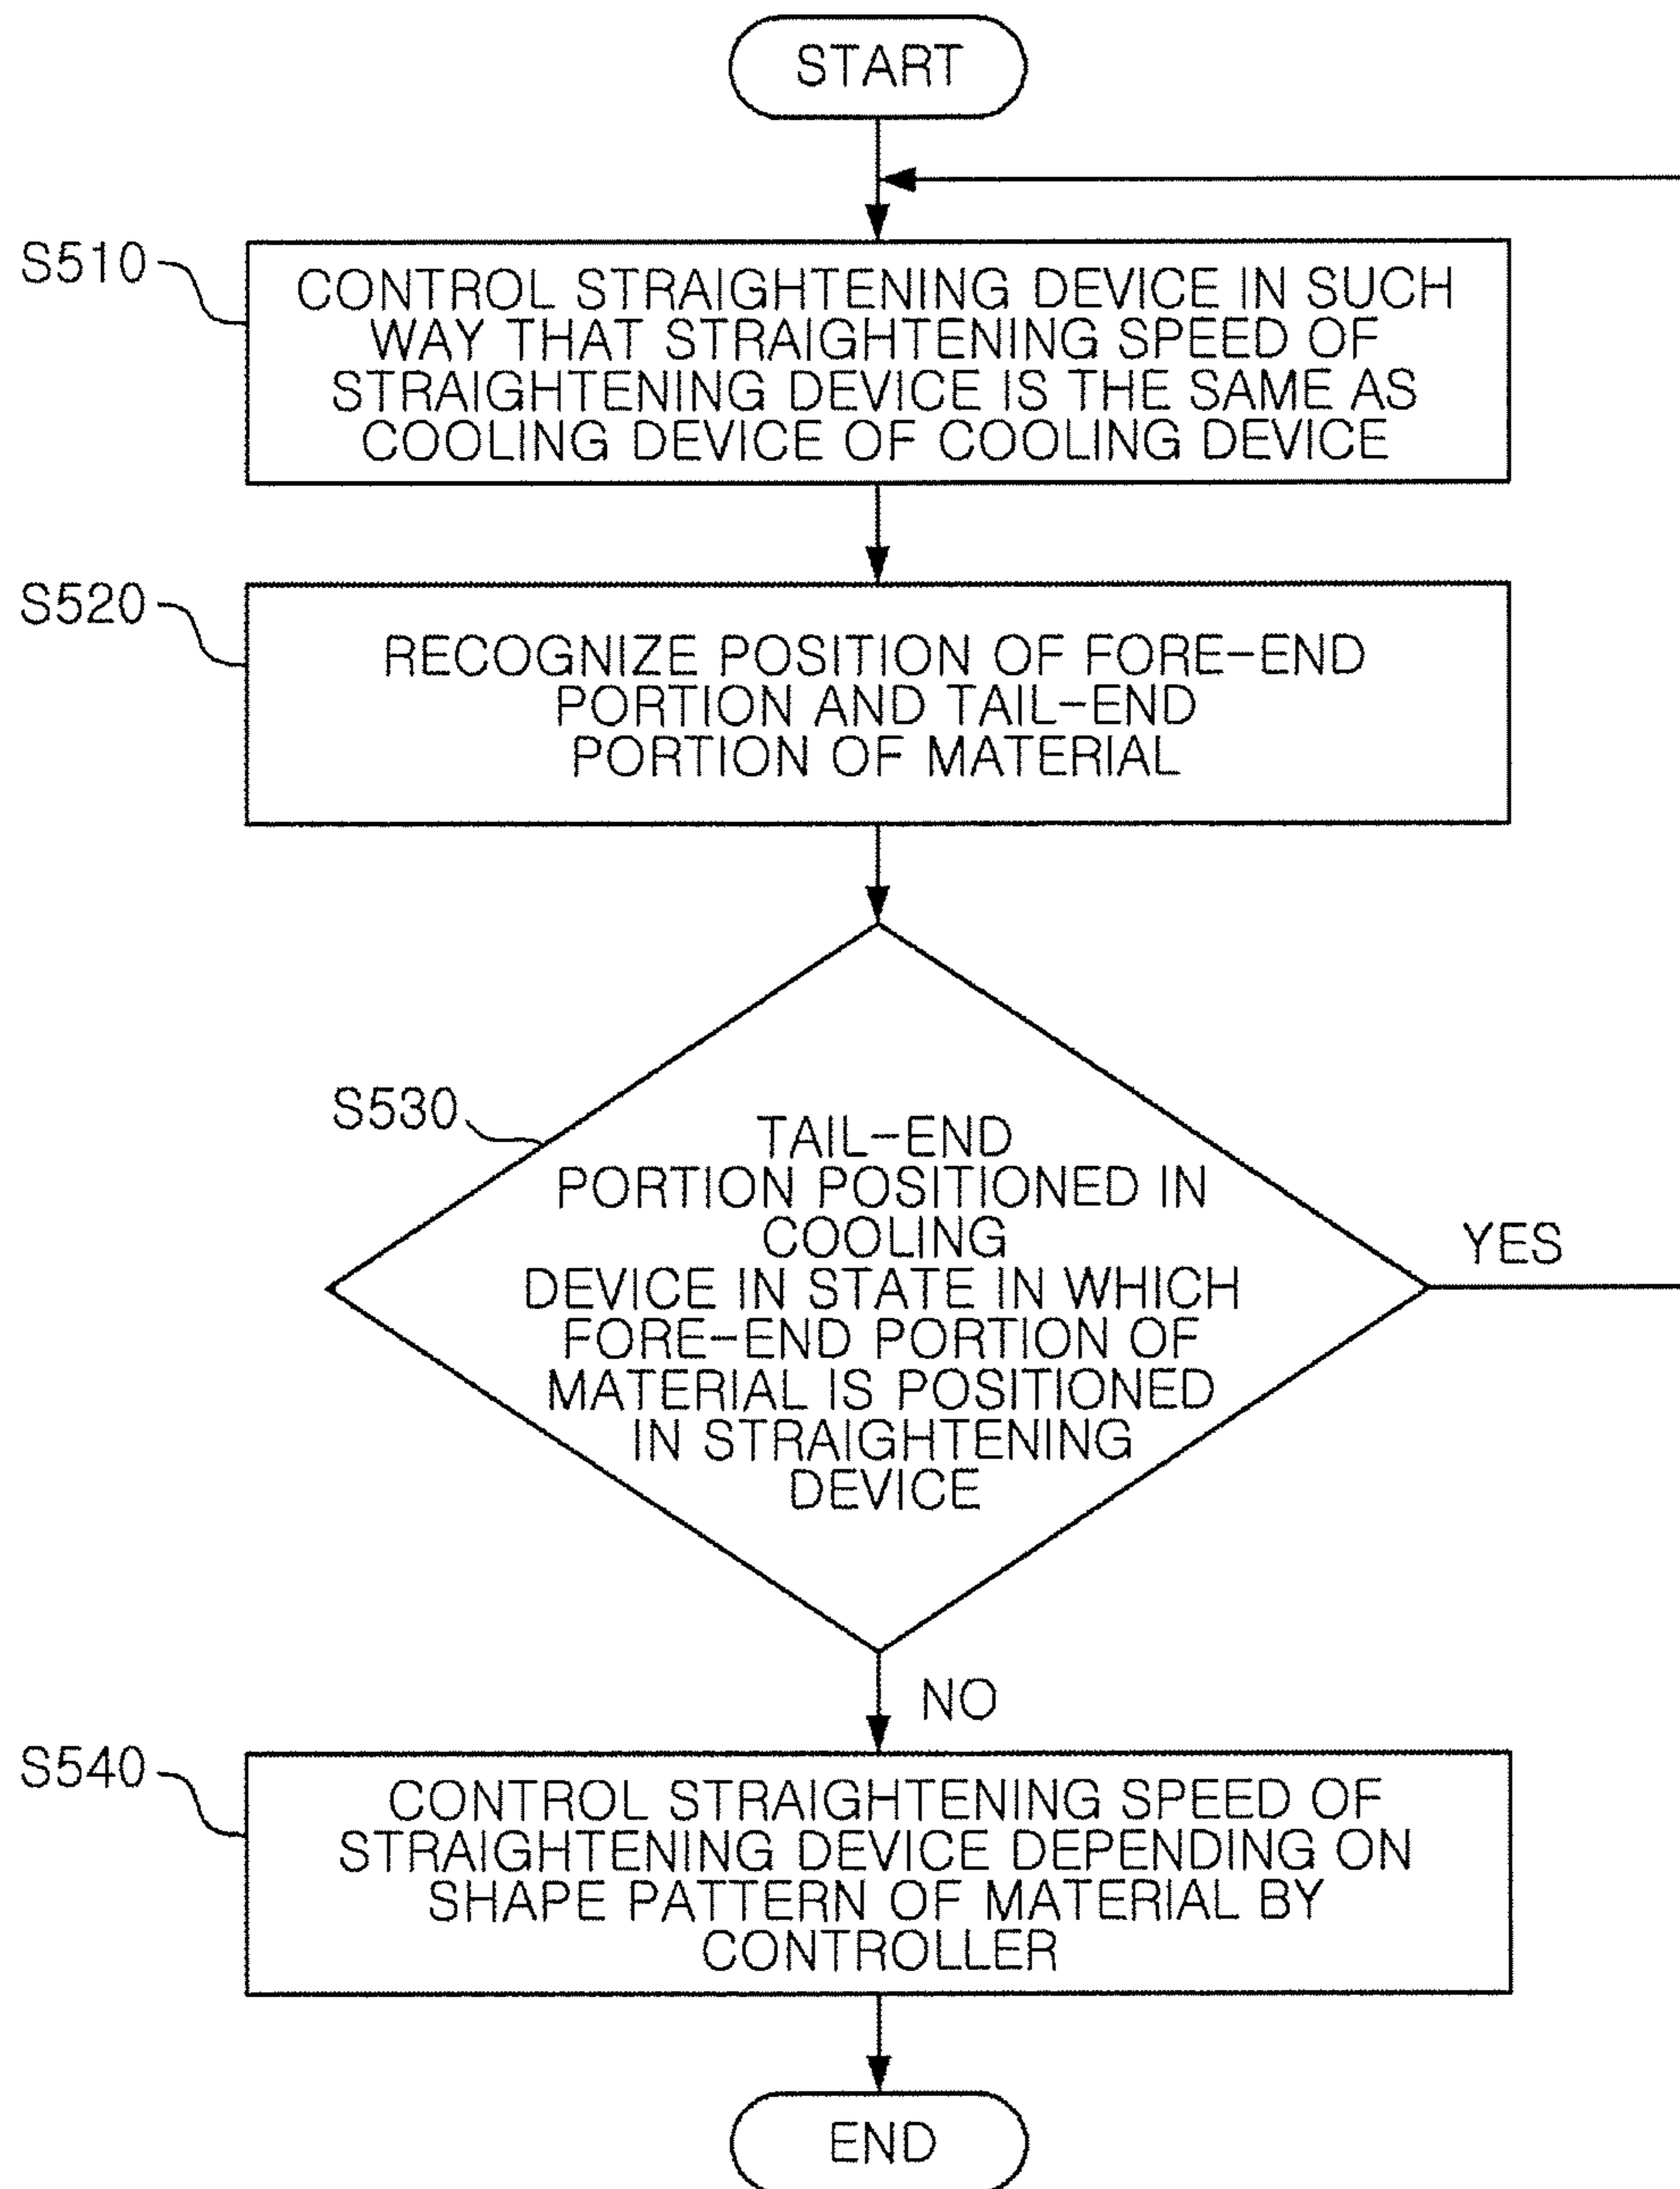 START
S510
CONTROL STRAIGHTENING DEVICE IN SUCH
WAY THAT STRAIGHTENING SPEED OF
STRAIGHTENING DEVICE IS THE SAME AS
COOLING DEVICE OF COOLING DEVICE
S520
RECOGNIZE POSITION OF FORE-END
PORTION AND TAIL-END
PORTION OF MATERIAL
S530
TAIL-END
PORTION POSITIONED IN
COOLING
DEVICE IN STATE IN WHICH
FORE-END PORTION OF
MATERIAL IS POSITIONED
IN STRAIGHTENING
DEVICE
YES
NO
S540
CONTROL STRAIGHTENING SPEED OF
STRAIGHTENING DEVICE DEPENDING ON
SHAPE PATTERN OF MATERIAL BY
CONTROLLER
END